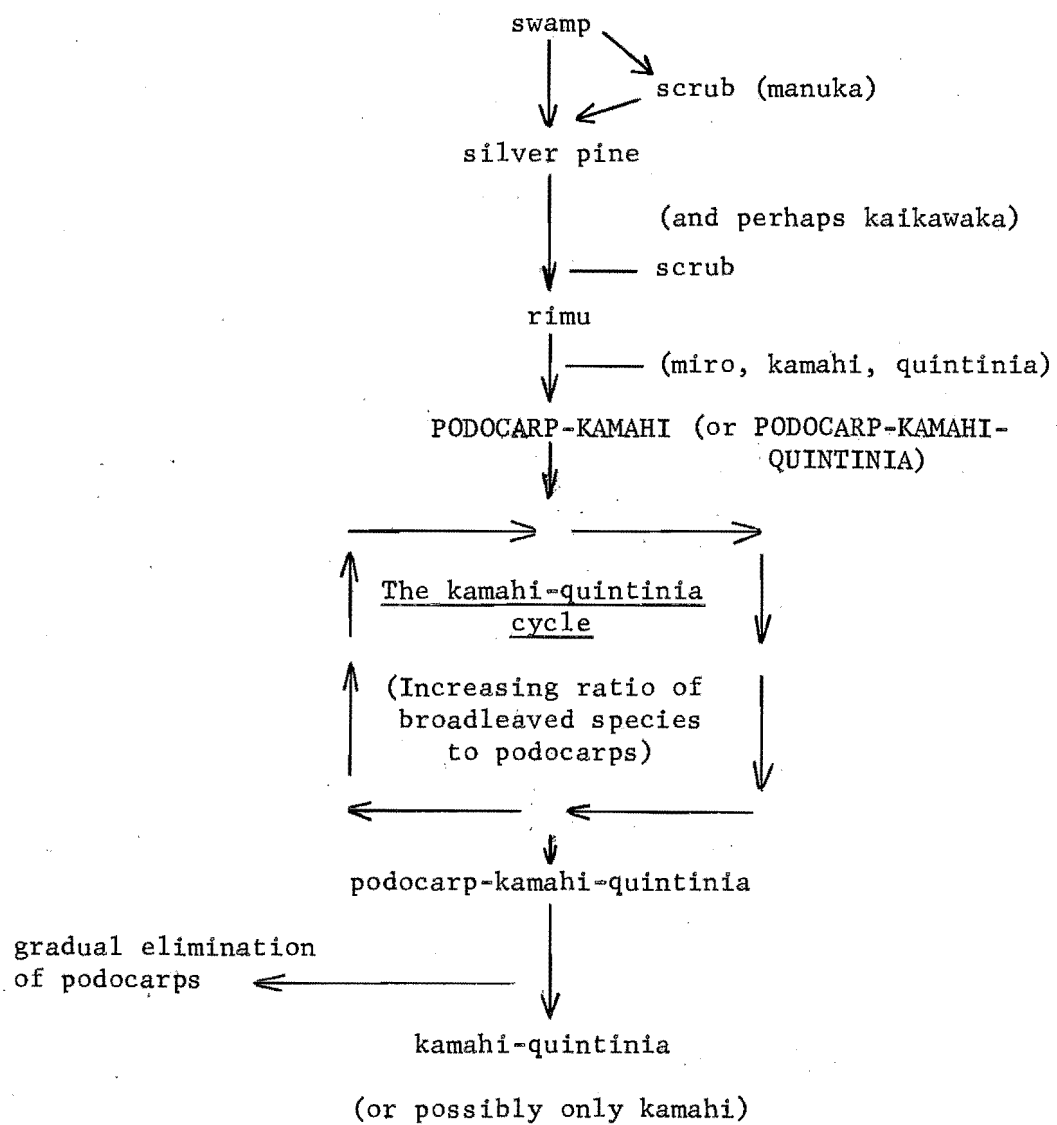 swamp
scrub (manuka)
silver pine
(and perhaps kaikawaka)
scrub
rimu
(miro, kamahi, quintinia)
PODOCARP-KAMAHI (or PODOCARP-KAMAHI-
QUINTINIA)
The kamahi-quintinia
cycle
(Increasing ratio of
broadleaved species
to podocarps)
podocarp-kamahi-quintinia
gradual elimination
of podocarps
kamahi-quintinia
(or possibly only kamahi)